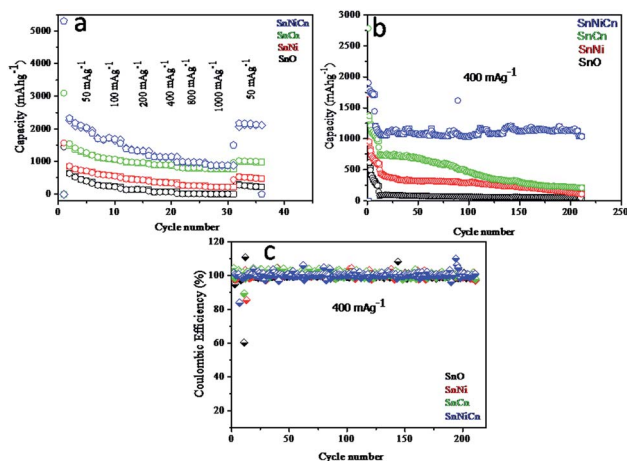 a
SnNiCn
SnCn
SnNi
SnO
50 mAg-1
100 mAg-1
200 mAg-1
400 mAg-1
800 mAg-1
1000 mAg-1
50 mAg-1
Capacity (mAhg-1)
6000
5000
4000
3000
2000
1000
0
0 10 20 30 40
Cycle number
b
SnNiCn
SnCn
SnNi
SnO
400 mAg-1
Capacity (mAhg-1)
3000
2500
2000
1500
1000
500
0
0 50 100 150 200 250
Cycle number
c
400 mAg-1
SnO
SnNi
SnCn
SnNiCn
Coulombic Efficiency (%)
120
100
80
60
40
20
0 50 100 150 200
Cycle number